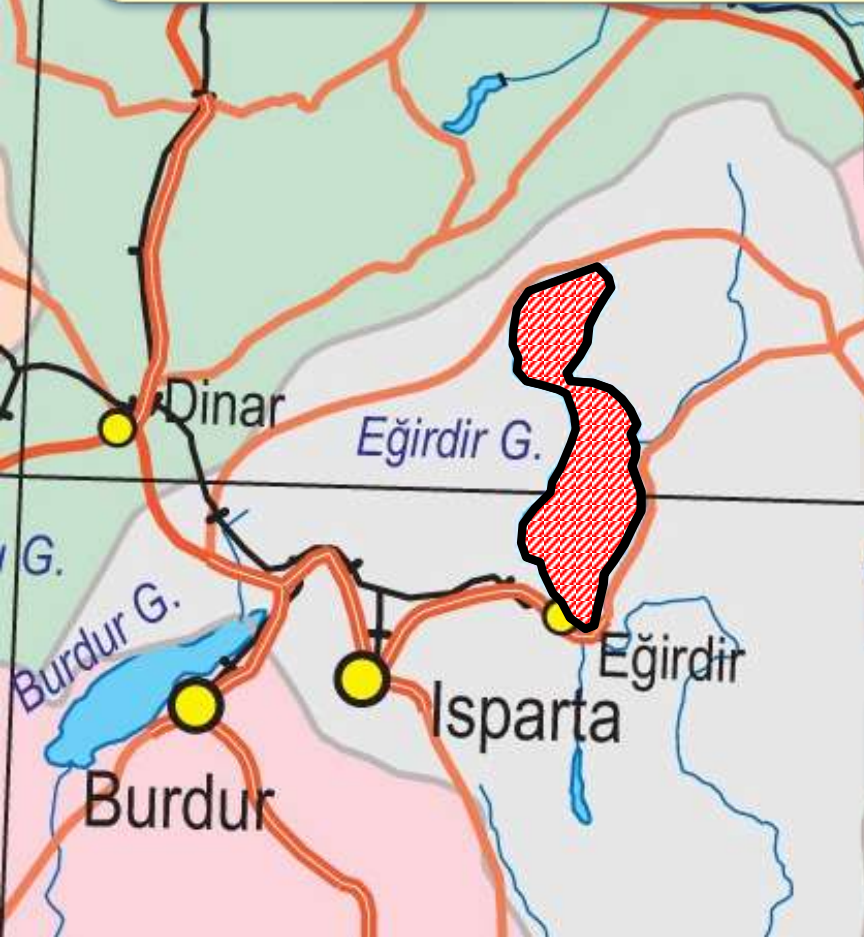 Dinar
Eğirdir G.
G.
Burdur G.
Eğirdir
Isparta
Burdur